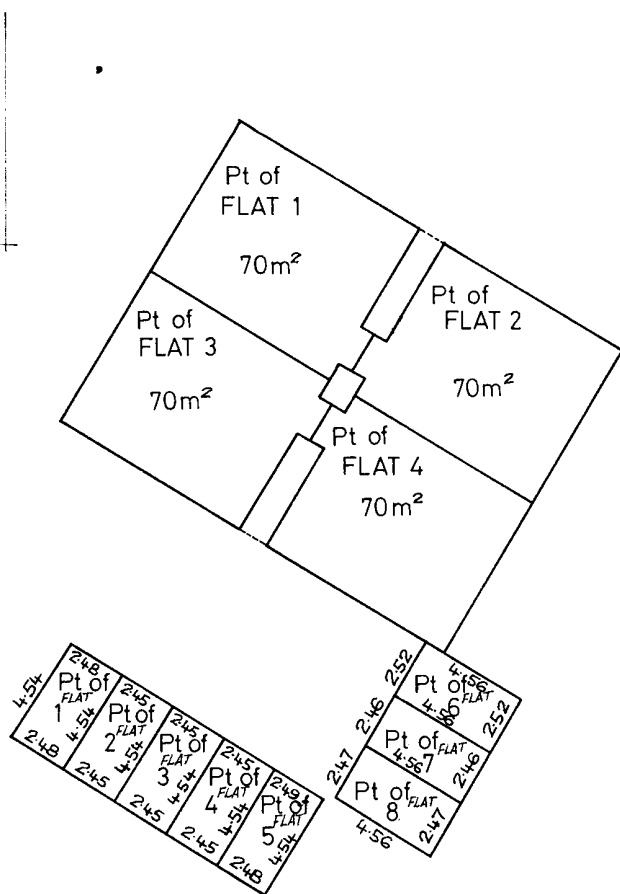 Pt of
FLAT 1
70m²
Pt of
FLAT 2
70m²
Pt of
FLAT 3
70m²
Pt of
FLAT 4
70m²
2.48
4.54
Pt of
FLAT
1
4.54
2.48
2.45
Pt of
FLAT
2
4.54
2.45
2.45
Pt of
FLAT
3
4.54
2.45
2.45
Pt of
FLAT
4
4.54
2.45
2.49
Pt of
FLAT
5
4.54
2.48
2.52
4.56
Pt of FLAT
6
2.52
4.56
2.46
Pt of FLAT
7
2.46
4.56
2.47
Pt of FLAT
8
2.47
4.56